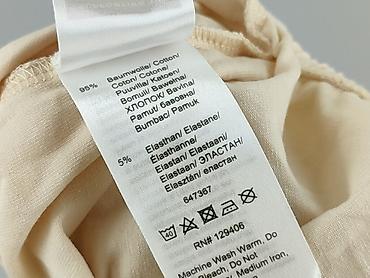 95% Baumwolle/ Cotton/
Coton/ Cotone/
Puuvilla/ Katoen/
Bomull/ Bawełna/
ХЛОПОК/ Bavlna/
Pamut/ бавовна/
Bumbac/ Pamuk
5% Elasthan/ Elastane/
Élasthanne/
Elastan/ Elastaani/
Elastaan/ ЭЛАСТАН/
Elasztán/ еластан
647367
40
RN# 129406
Machine Wash Warm, Do
Bleach, Do Not
Medium Iron,